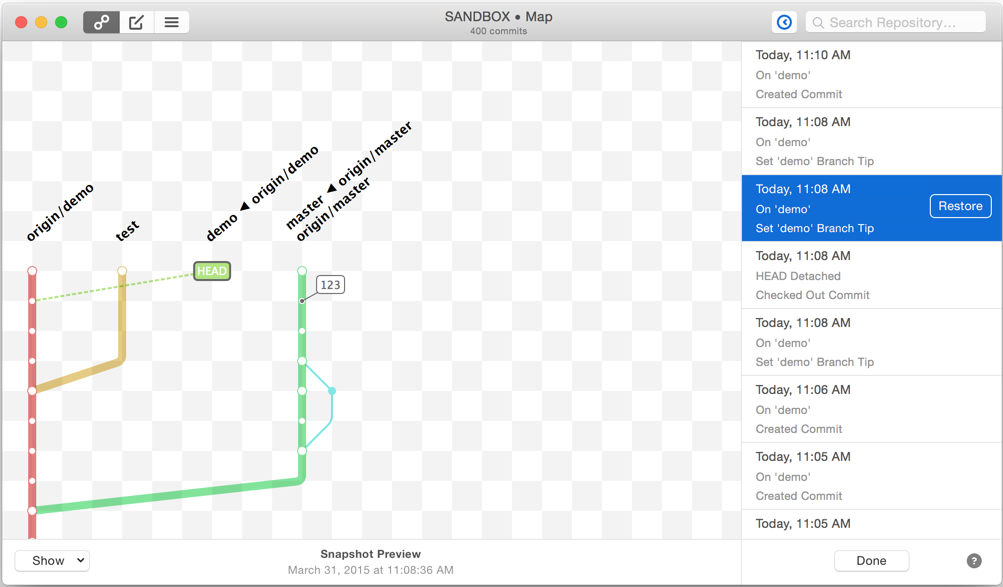 SANDBOX • Map
400 commits
Search Repository...
origin/demo
test
demo ◀ origin/demo
master ◀ origin/master
origin/master
HEAD
123
Today, 11:10 AM
On 'demo'
Created Commit
Today, 11:08 AM
On 'demo'
Set 'demo' Branch Tip
Today, 11:08 AM
On 'demo'
Set 'demo' Branch Tip
Restore
Today, 11:08 AM
HEAD Detached
Checked Out Commit
Today, 11:08 AM
On 'demo'
Set 'demo' Branch Tip
Today, 11:06 AM
On 'demo'
Created Commit
Today, 11:05 AM
On 'demo'
Created Commit
Today, 11:05 AM
Show
Snapshot Preview
March 31, 2015 at 11:08:36 AM
Done
?